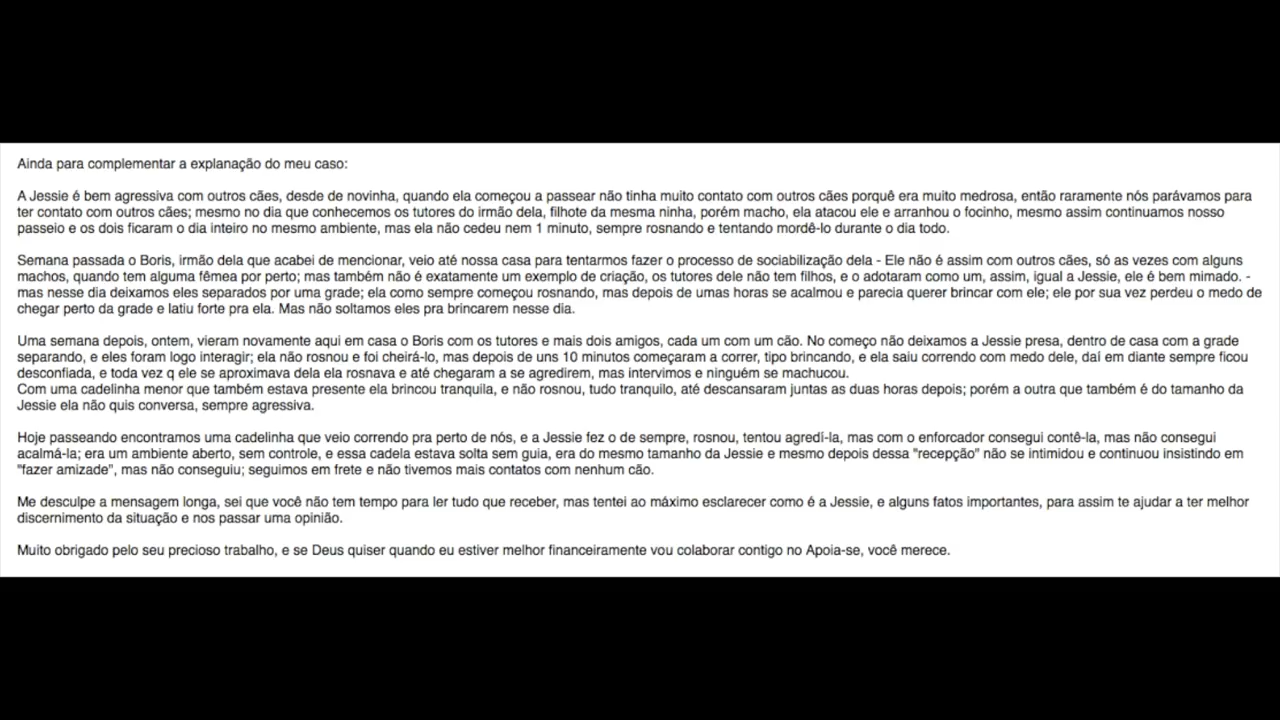 Ainda para complementar a explanação do meu caso:
A Jessie é bem agressiva com outros cães, desde de novinha, quando ela começou a passear não tinha muito contato com outros cães porquê era muito medrosa, então raramente nós parávamos para
ter contato com outros cães; mesmo no dia que conhecemos os tutores do irmão dela, filhote da mesma ninha, porém macho, ela atacou ele e arranhou o focinho, mesmo assim continuamos nosso
passeio e os dois ficaram o dia inteiro no mesmo ambiente, mas ela não cedeu nem 1 minuto, sempre rosnando e tentando mordê-lo durante o dia todo.
Semana passada o Boris, irmão dela que acabei de mencionar, veio até nossa casa para tentarmos fazer o processo de sociabilização dela - Ele não é assim com outros cães, só as vezes com alguns
machos, quando tem alguma fêmea por perto; mas também não é exatamente um exemplo de criação, os tutores dele não tem filhos, e o adotaram como um, assim, igual a Jessie, ele é bem mimado. -
mas nesse dia deixamos eles separados por uma grade; ela como sempre começou rosnando, mas depois de umas horas se acalmou e parecia querer brincar com ele; ele por sua vez perdeu o medo de
chegar perto da grade e latiu forte pra ela. Mas não soltamos eles pra brincarem nesse dia.
Uma semana depois, ontem, vieram novamente aqui em casa o Boris com os tutores e mais dois amigos, cada um com um cão. No começo não deixamos a Jessie presa, dentro de casa com a grade
separando, e eles foram logo interagir; ela não rosnou e foi cheirá-lo, mas depois de uns 10 minutos começaram a correr, tipo brincando, e ela saiu correndo com medo dele, daí em diante sempre ficou
desconfiada, e toda vez q ele se aproximava dela ela rosnava e até chegaram a se agredirem, mas intervimos e ninguém se machucou.
Com uma cadelinha menor que também estava presente ela brincou tranquila, e não rosnou, tudo tranquilo, até descansaram juntas as duas horas depois; porém a outra que também é do tamanho da
Jessie ela não quis conversa, sempre agressiva.
Hoje passeando encontramos uma cadelinha que veio correndo pra perto de nós, e a Jessie fez o de sempre, rosnou, tentou agredí-la, mas com o enforcador consegui contê-la, mas não consegui
acalmá-la; era um ambiente aberto, sem controle, e essa cadela estava solta sem guia, era do mesmo tamanho da Jessie e mesmo depois dessa "recepção" não se intimidou e continuou insistindo em
"fazer amizade", mas não conseguiu; seguimos em frete e não tivemos mais contatos com nenhum cão.
Me desculpe a mensagem longa, sei que você não tem tempo para ler tudo que receber, mas tentei ao máximo esclarecer como é a Jessie, e alguns fatos importantes, para assim te ajudar a ter melhor
discernimento da situação e nos passar uma opinião.
Muito obrigado pelo seu precioso trabalho, e se Deus quiser quando eu estiver melhor financeiramente vou colaborar contigo no Apoia-se, você merece.